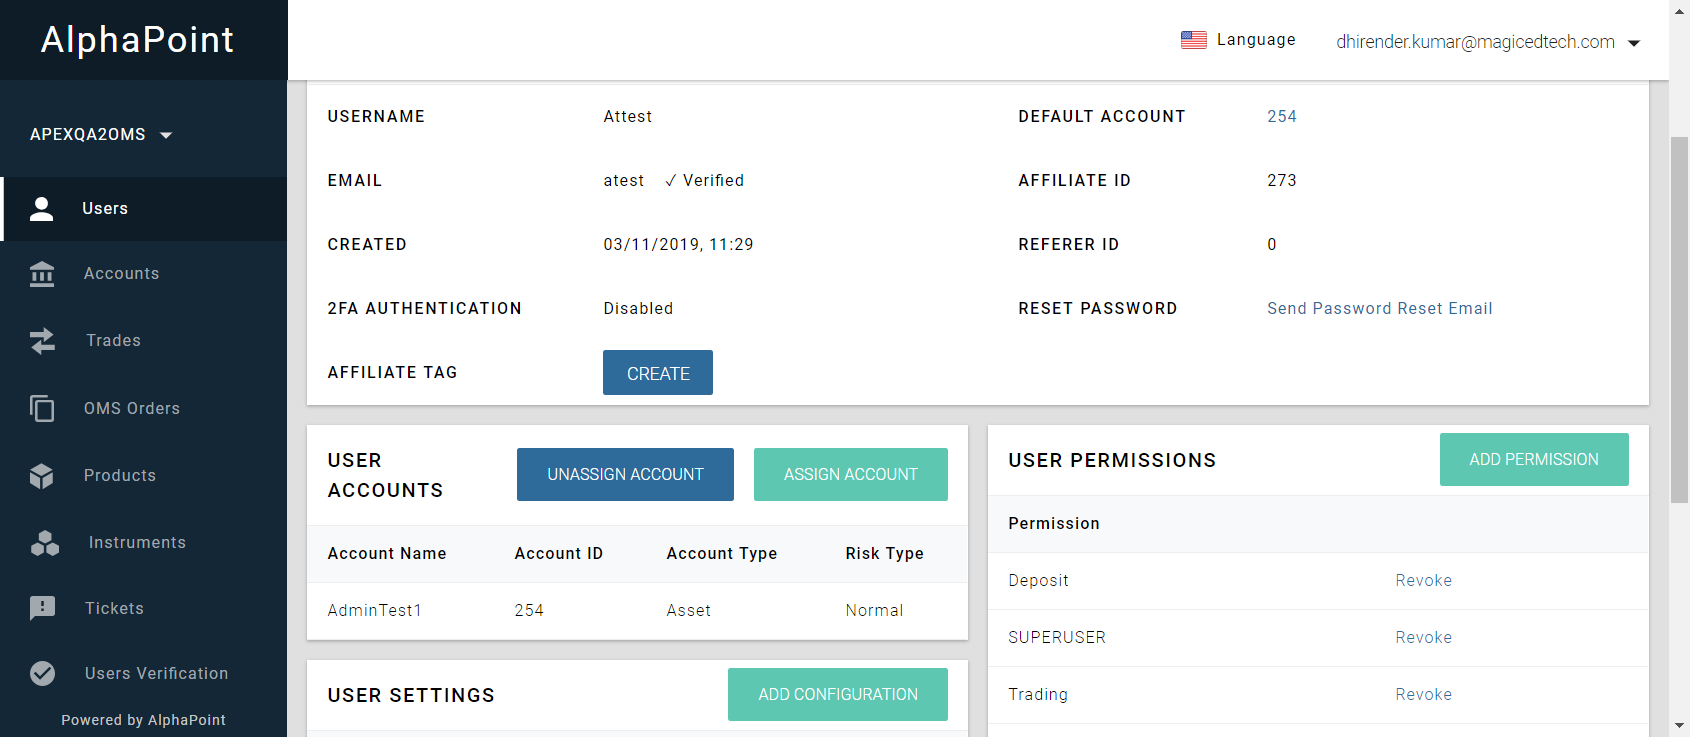 AlphaPoint
Language
dhirender.kumar@magicedtech.com
APEXQA2OMS
Users
Accounts
Trades
OMS Orders
Products
Instruments
Tickets
Users Verification
Powered by AlphaPoint
USERNAME Attest DEFAULT ACCOUNT 254
EMAIL atest ✓ Verified AFFILIATE ID 273
CREATED 03/11/2019, 11:29 REFERER ID 0
2FA AUTHENTICATION Disabled RESET PASSWORD Send Password Reset Email
AFFILIATE TAG CREATE
USER
ACCOUNTS
UNASSIGN ACCOUNT ASSIGN ACCOUNT
Account Name Account ID Account Type Risk Type
AdminTest1 254 Asset Normal
USER SETTINGS ADD CONFIGURATION
USER PERMISSIONS ADD PERMISSION
Permission
Deposit Revoke
SUPERUSER Revoke
Trading Revoke